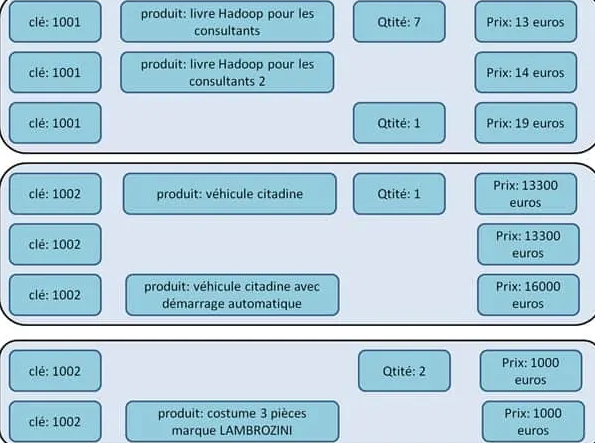 clé: 1001 produit: livre Hadoop pour les Qtité: 7 Prix: 13 euros
consultants
clé: 1001 produit: livre Hadoop pour les Prix: 14 euros
consultants 2
clé: 1001 Qtité: 1 Prix: 19 euros
clé: 1002 produit: véhicule citadine Qtité: 1 Prix: 13300
euros
clé: 1002 Prix: 13300
euros
clé: 1002 produit: véhicule citadine avec Prix: 16000
démarrage automatique euros
clé: 1002 Qtité: 2 Prix: 1000
euros
clé: 1002 produit: costume 3 pièces Prix: 1000
marque LAMBROZINI euros